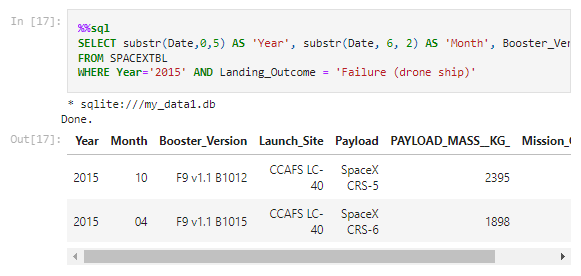 In [17]:
%%sql
SELECT substr(Date,0,5) AS 'Year', substr(Date, 6, 2) AS 'Month', Booster_Ver
FROM SPACEXTBL
WHERE Year='2015' AND Landing_Outcome = 'Failure (drone ship)'
* sqlite:///my_data1.db
Done.
Out[17]:
Year Month Booster_Version Launch_Site Payload PAYLOAD_MASS__KG_ Mission_
2015 10 F9 v1.1 B1012 CCAFS LC-40 SpaceX CRS-5 2395
2015 04 F9 v1.1 B1015 CCAFS LC-40 SpaceX CRS-6 1898